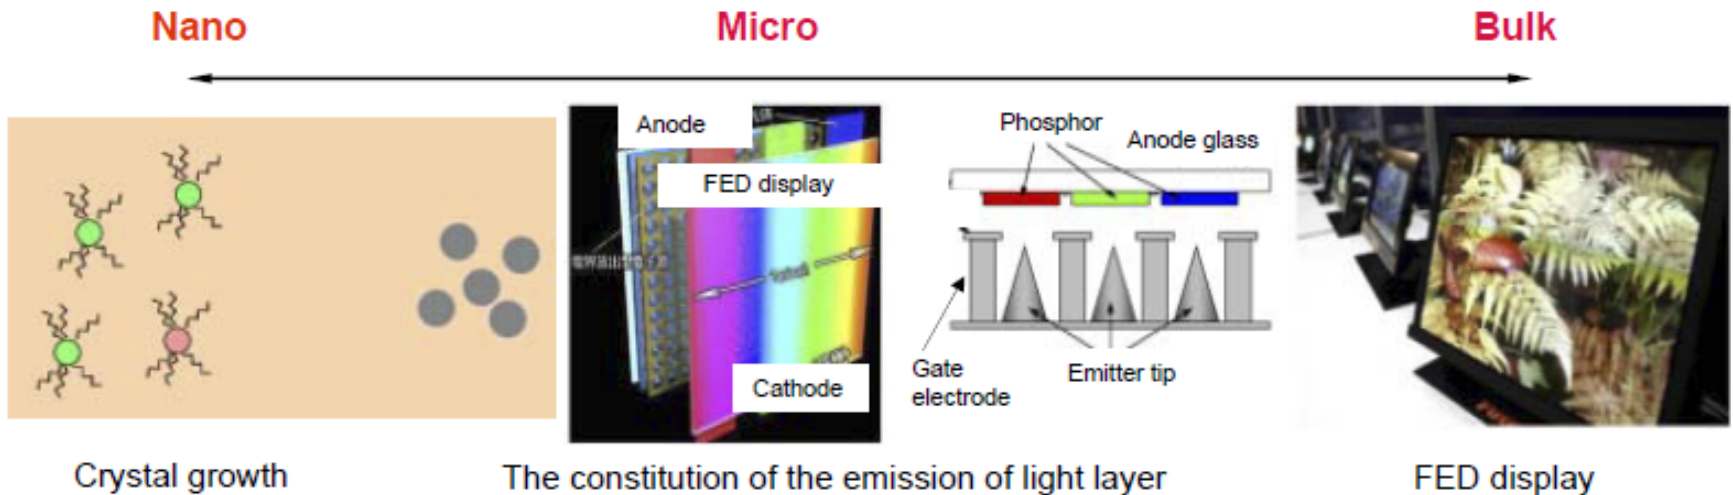 Nano
Micro
Bulk
Anode
FED display
Cathode
Phosphor
Anode glass
Gate
electrode
Emitter tip
Crystal growth
The constitution of the emission of light layer
FED display